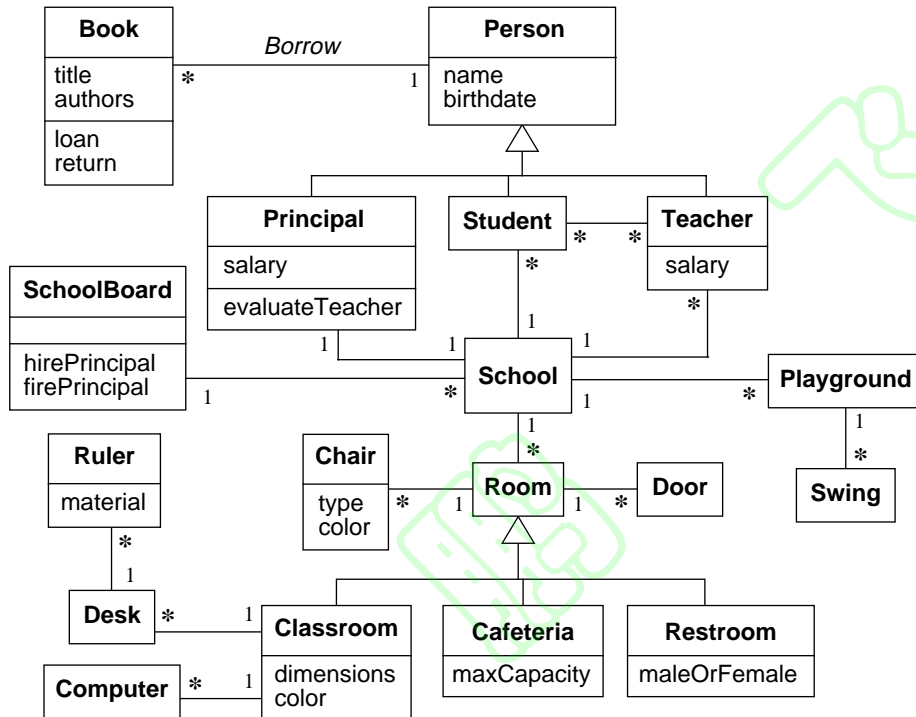 Book
Person
Borrow
title
authors
*
1
name
birthdate
loan
return
Principal
Student
Teacher
*
*
salary
salary
SchoolBoard
*
*
evaluateTeacher
1
1
1
1
hirePrincipal
firePrincipal
School
Playground
1
*
1
*
1
1
Ruler
Chair
*
*
material
type
color
*
1
Room
1
*
Door
Swing
*
1
Desk
*
1
Classroom
Cafeteria
Restroom
Computer
*
1
dimensions
color
maxCapacity
maleOrFemale